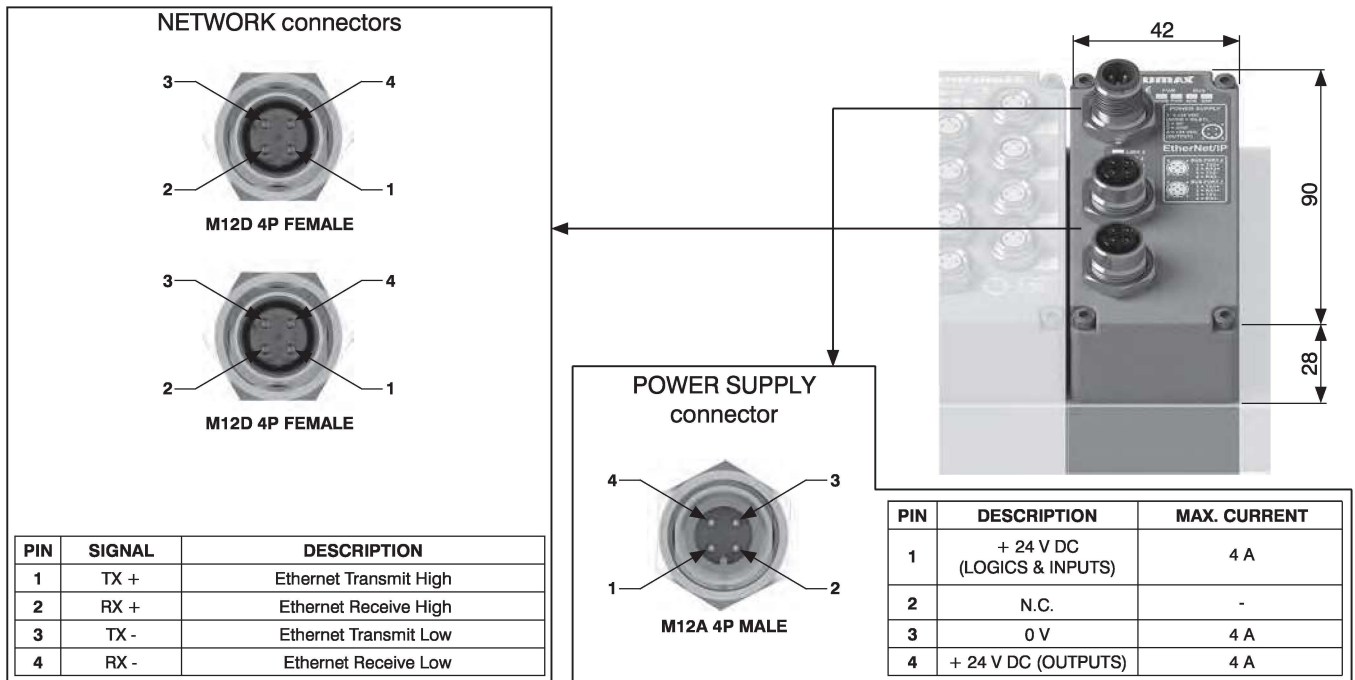 NETWORK connectors
3
4
2
1
M12D 4P FEMALE
3
4
2
1
M12D 4P FEMALE
PIN SIGNAL DESCRIPTION
1 TX + Ethernet Transmit High
2 RX + Ethernet Receive High
3 TX - Ethernet Transmit Low
4 RX - Ethernet Receive Low
POWER SUPPLY
connector
4
3
1
2
M12A 4P MALE
42
90
28
UMAX
POWER SUPPLY
EtherNet/IP
PIN DESCRIPTION MAX. CURRENT
1 + 24 V DC 4 A
(LOGICS & INPUTS)
2 N.C. -
3 0 V 4 A
4 + 24 V DC (OUTPUTS) 4 A